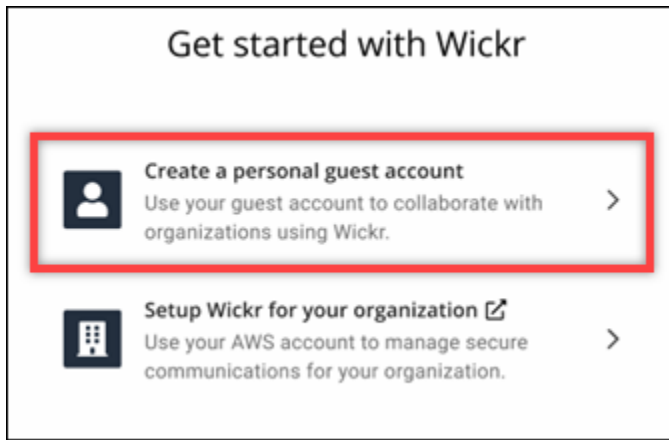 Get started with Wickr
Create a personal guest account
Use your guest account to collaborate with
organizations using Wickr.
Setup Wickr for your organization
Use your AWS account to manage secure
communications for your organization.